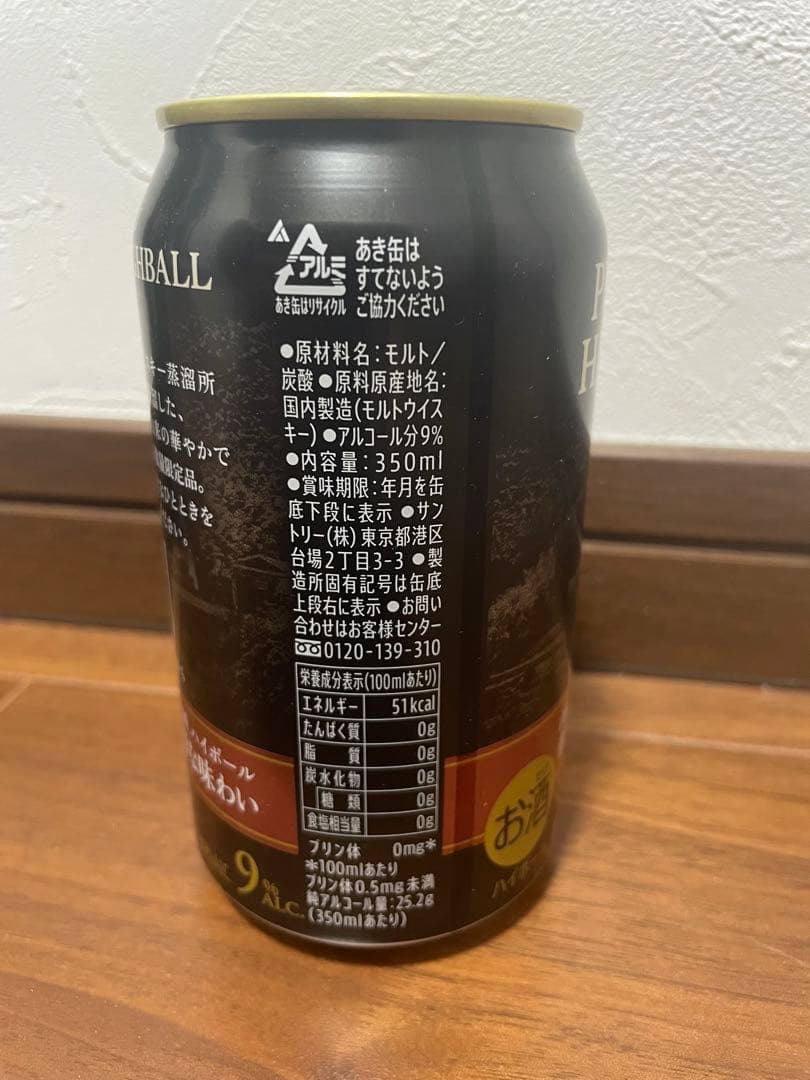 HBALL
蒸溜所
した、
の華やかで
限定品。
ひとときを
さい。
ハイボール
味わい
9%
ALC.
アルミ
あき缶はリサイクル
あき缶は
すてないよう
ご協力ください
●原材料名:モルト/
炭酸 ●原料原産地名:
国内製造(モルトウイス
キー) ●アルコール分9%
●内容量:350ml
●賞味期限:年月を缶
底下段に表示 ●サン
トリー(株) 東京都港区
台場2丁目3-3 ●製
造所固有記号は缶底
上段右に表示 ●お問い
合わせはお客様センター
0120-139-310
栄養成分表示(100mlあたり)
エネルギー 51kcal
たんぱく質 0g
脂質 0g
炭水化物 0g
糖類 0g
食塩相当量 0g
プリン体 0mg*
*100mlあたり
プリン体0.5mg未満
純アルコール量:25.2g
(350mlあたり)
P
H
お酒